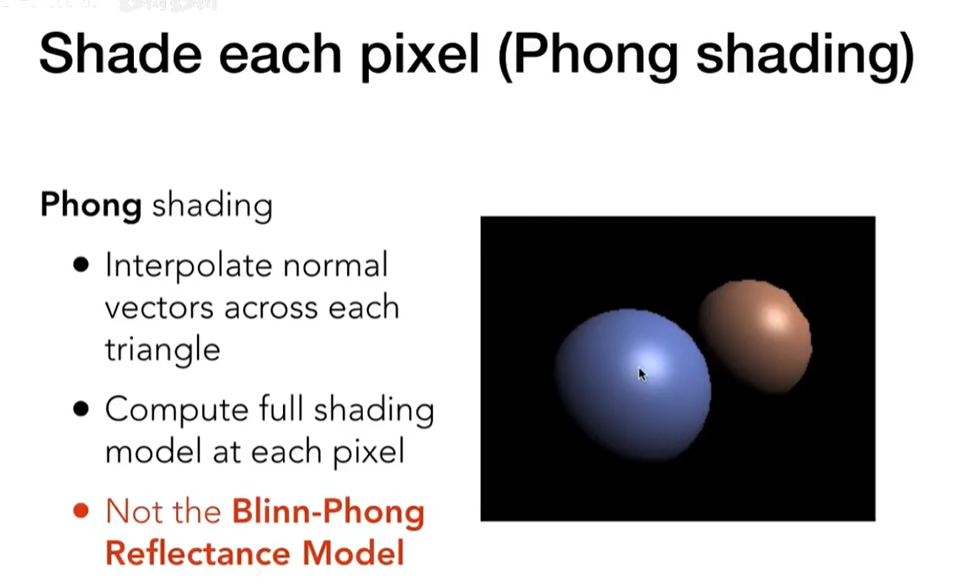 Shade each pixel (Phong shading)
Phong shading
• Interpolate normal
vectors across each
triangle
• Compute full shading
model at each pixel
• Not the Blinn-Phong
Reflectance Model